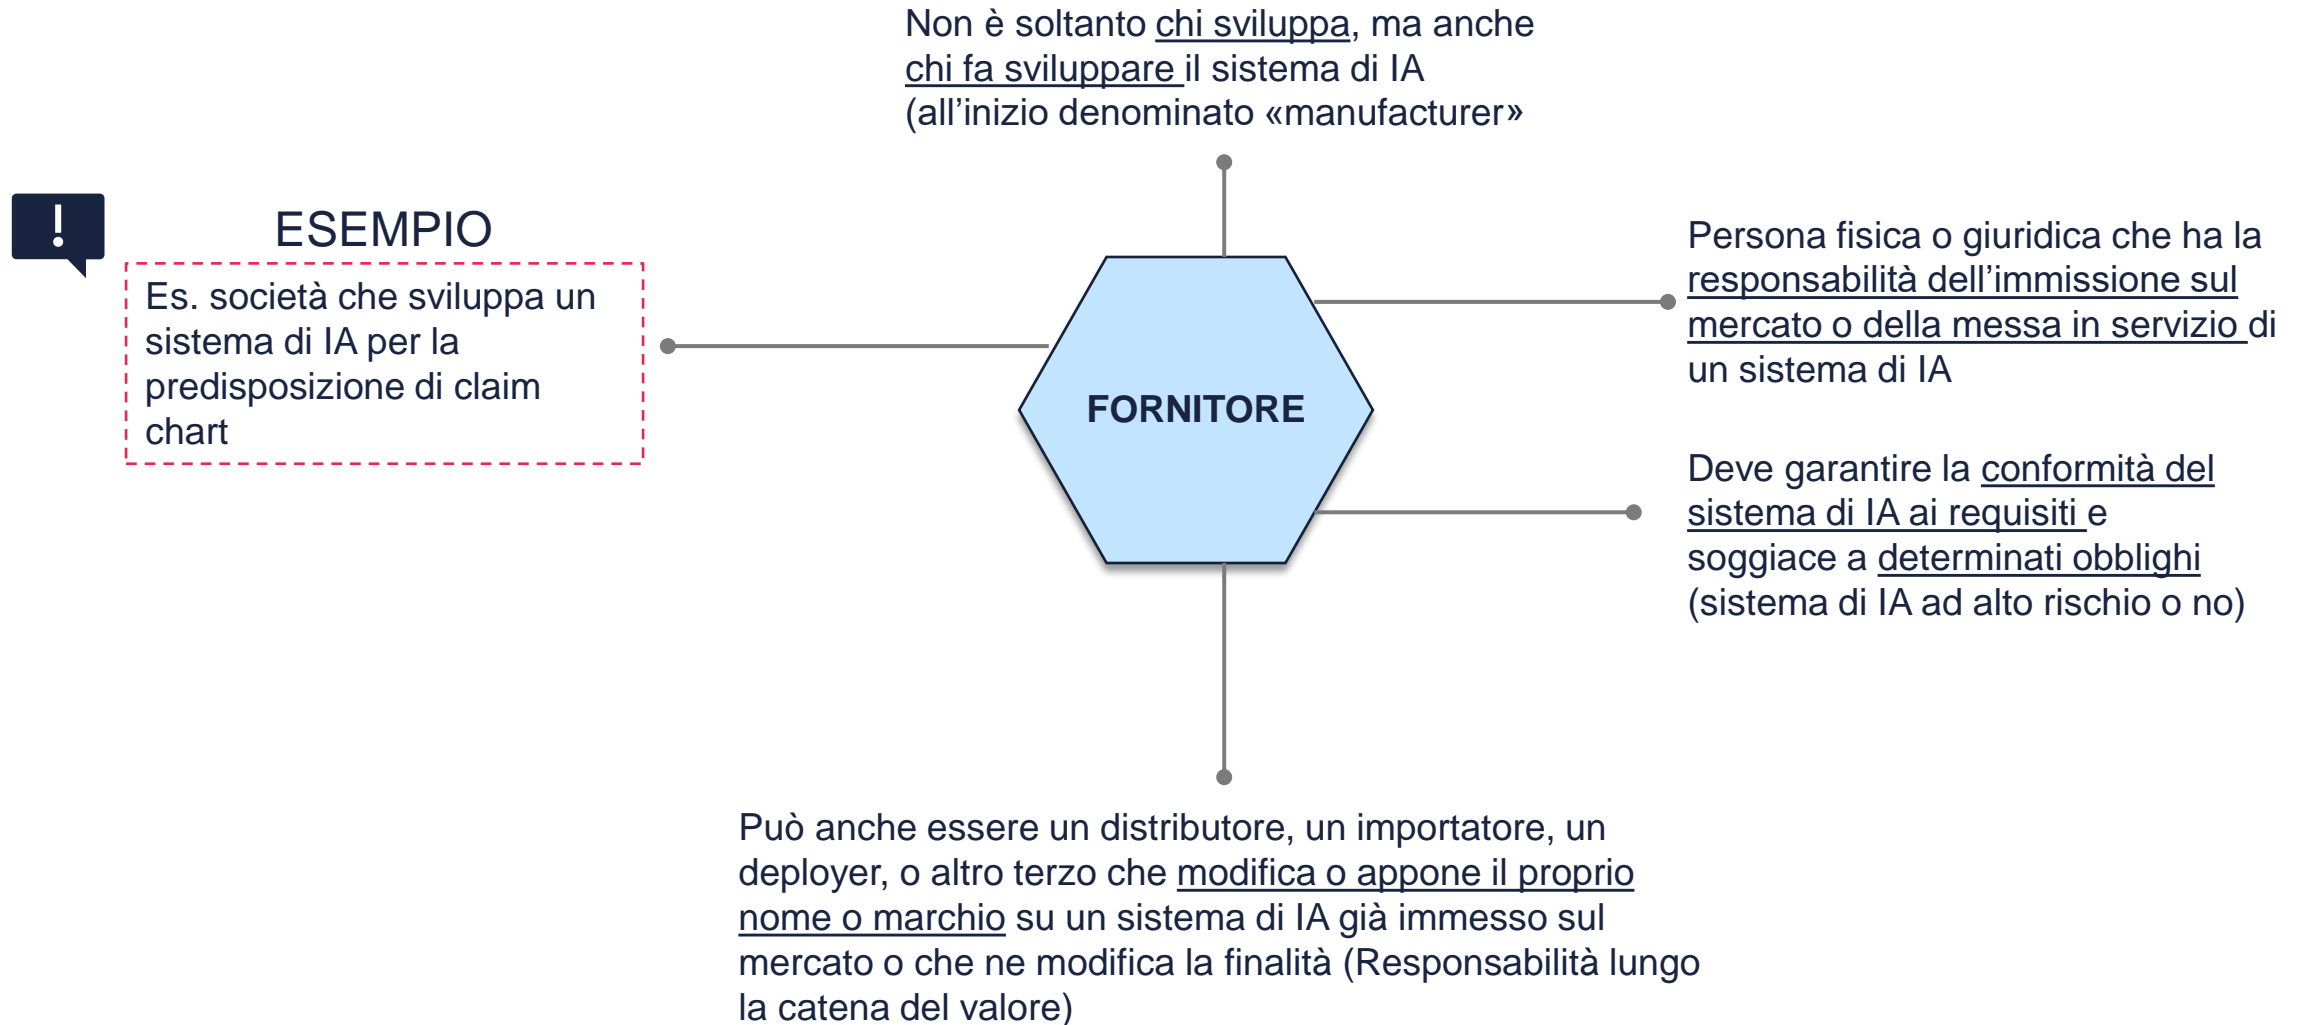 Non è soltanto chi sviluppa, ma anche
chi fa sviluppare il sistema di IA
(all’inizio denominato «manufacturer»
!
ESEMPIO
Es. società che sviluppa un
sistema di IA per la
predisposizione di claim
chart
FORNITORE
Persona fisica o giuridica che ha la
responsabilità dell’immissione sul
mercato o della messa in servizio di
un sistema di IA
Deve garantire la conformità del
sistema di IA ai requisiti e
soggiace a determinati obblighi
(sistema di IA ad alto rischio o no)
Può anche essere un distributore, un importatore, un
deployer, o altro terzo che modifica o appone il proprio
nome o marchio su un sistema di IA già immesso sul
mercato o che ne modifica la finalità (Responsabilità lungo
la catena del valore)